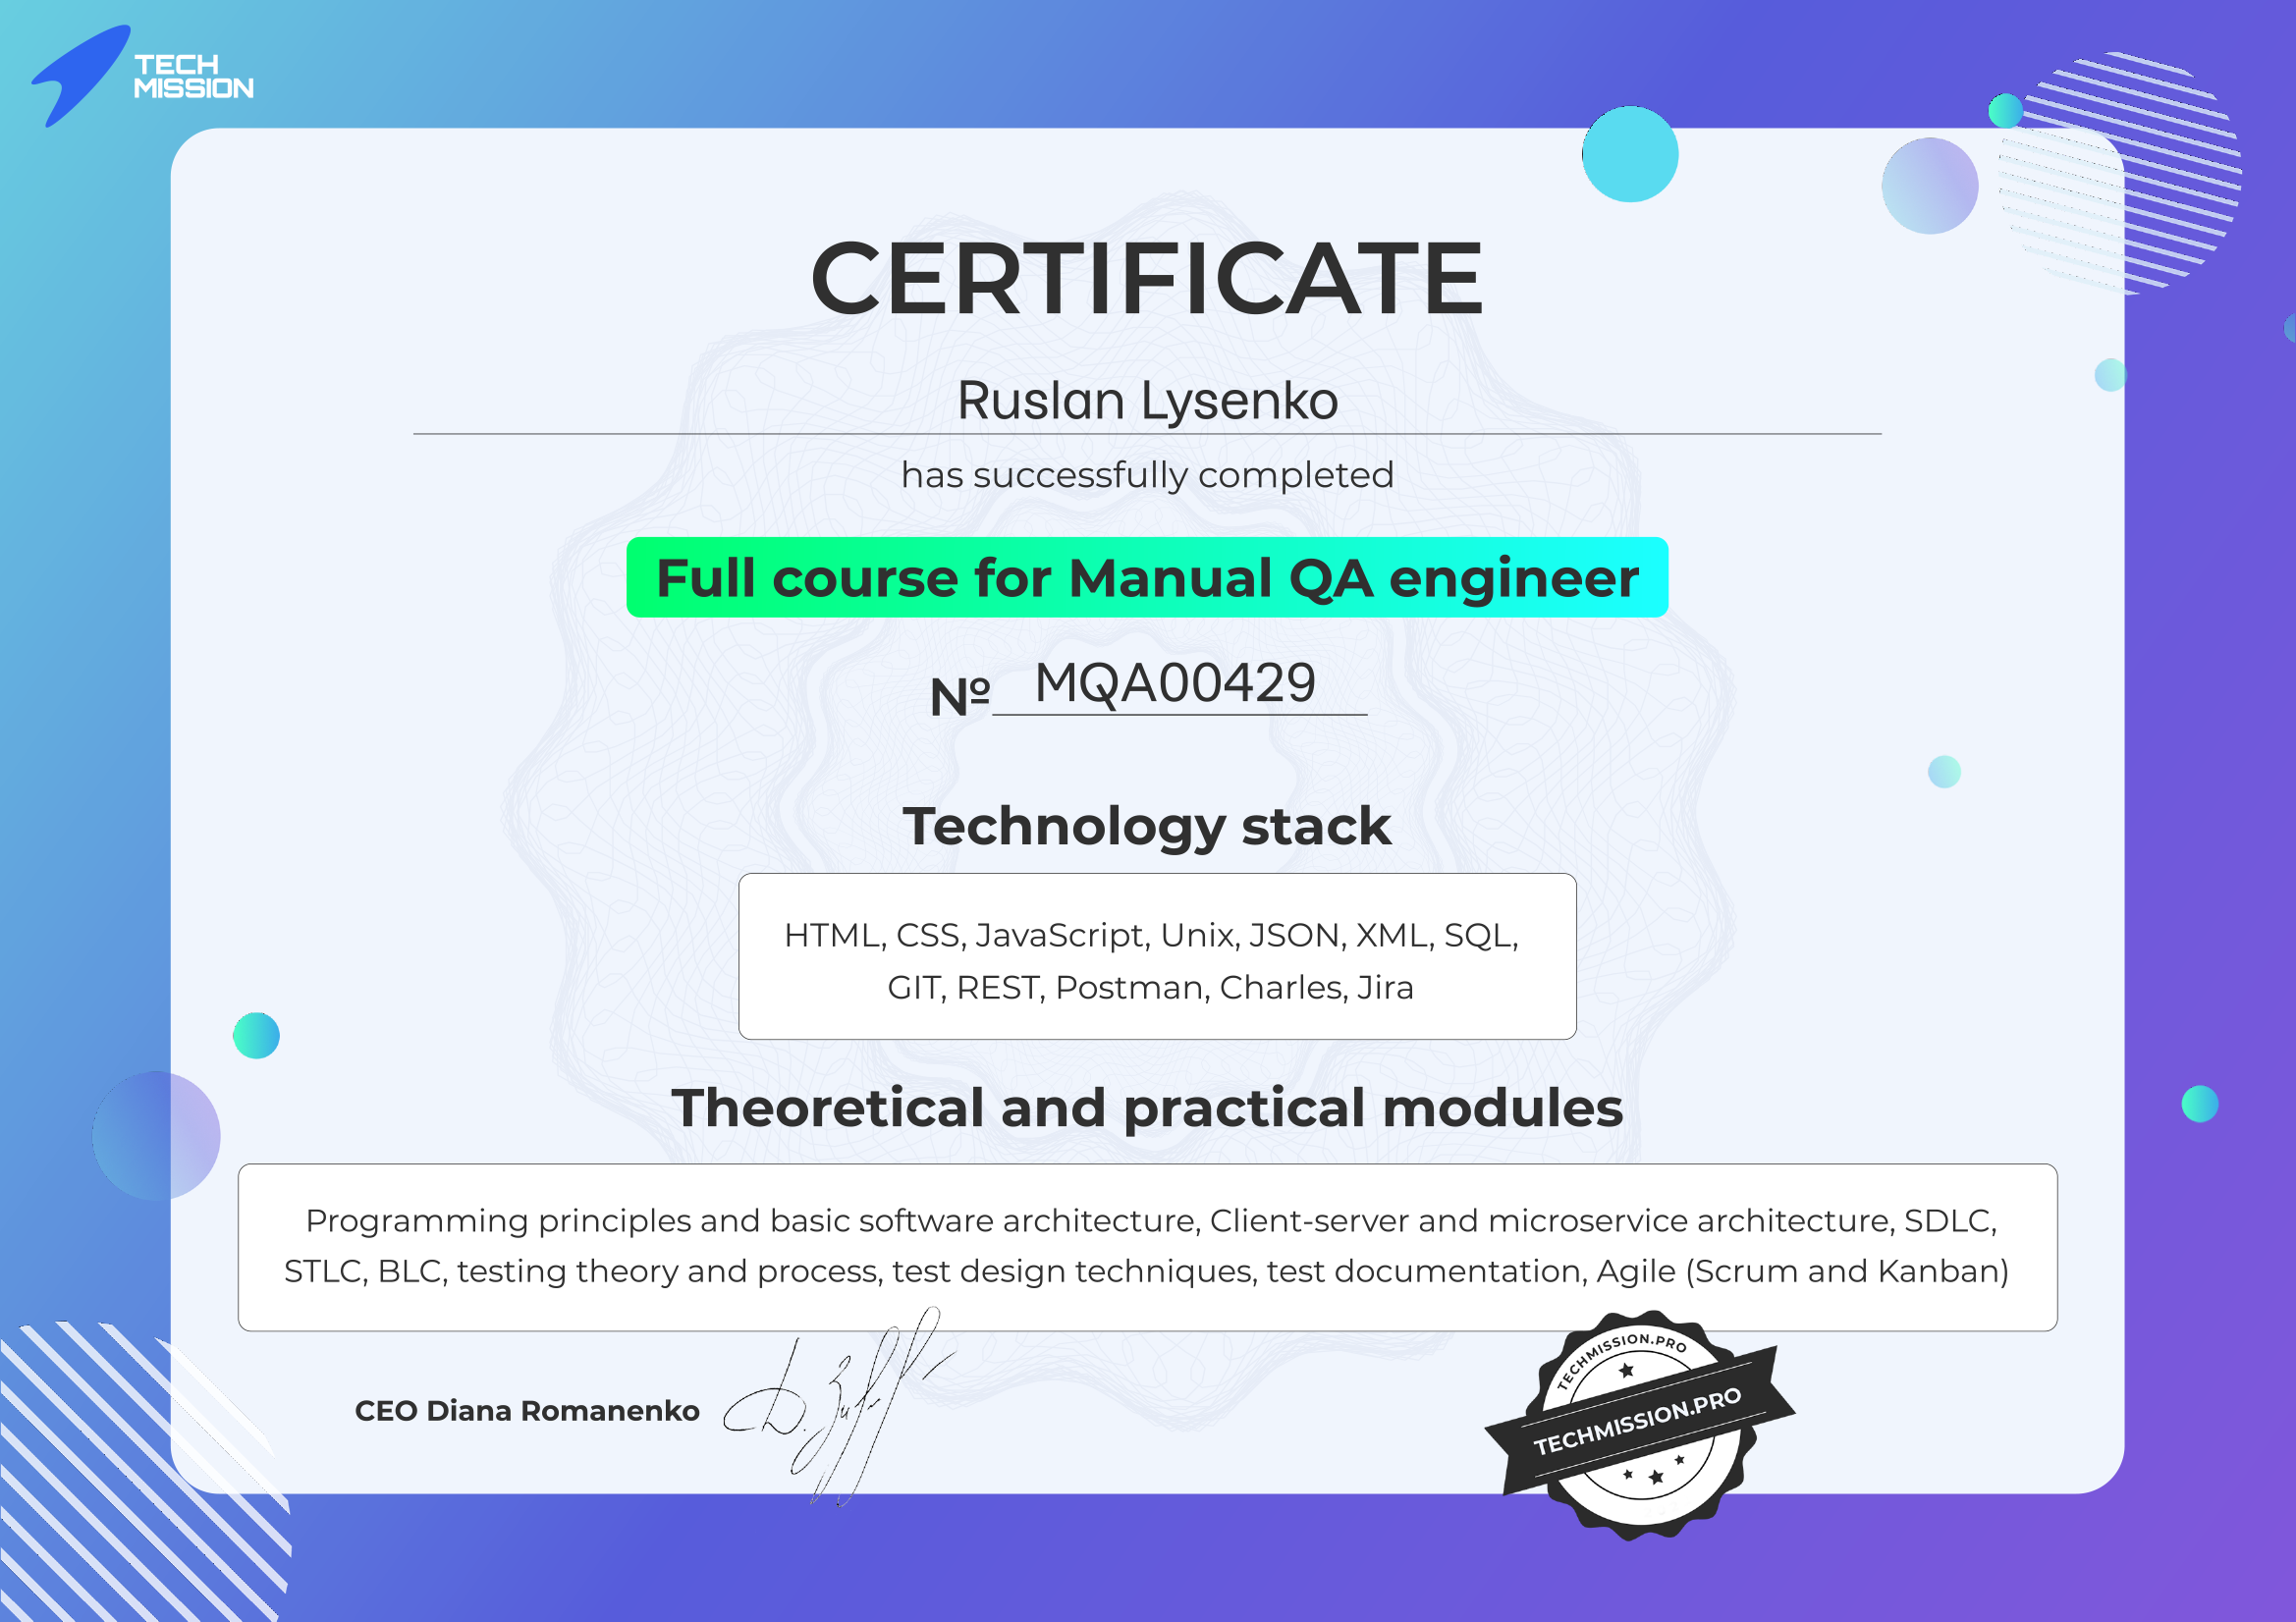 TECH
MISSION
CERTIFICATE
Ruslan Lysenko
has successfully completed
Full course for Manual QA engineer
№ MQA00429
Technology stack
HTML, CSS, JavaScript, Unix, JSON, XML, SQL,
GIT, REST, Postman, Charles, Jira
Theoretical and practical modules
Programming principles and basic software architecture, Client-server and microservice architecture, SDLC,
STLC, BLC, testing theory and process, test design techniques, test documentation, Agile (Scrum and Kanban)
CEO Diana Romanenko
TECHMISSION.PRO
TECHMISSION.PRO